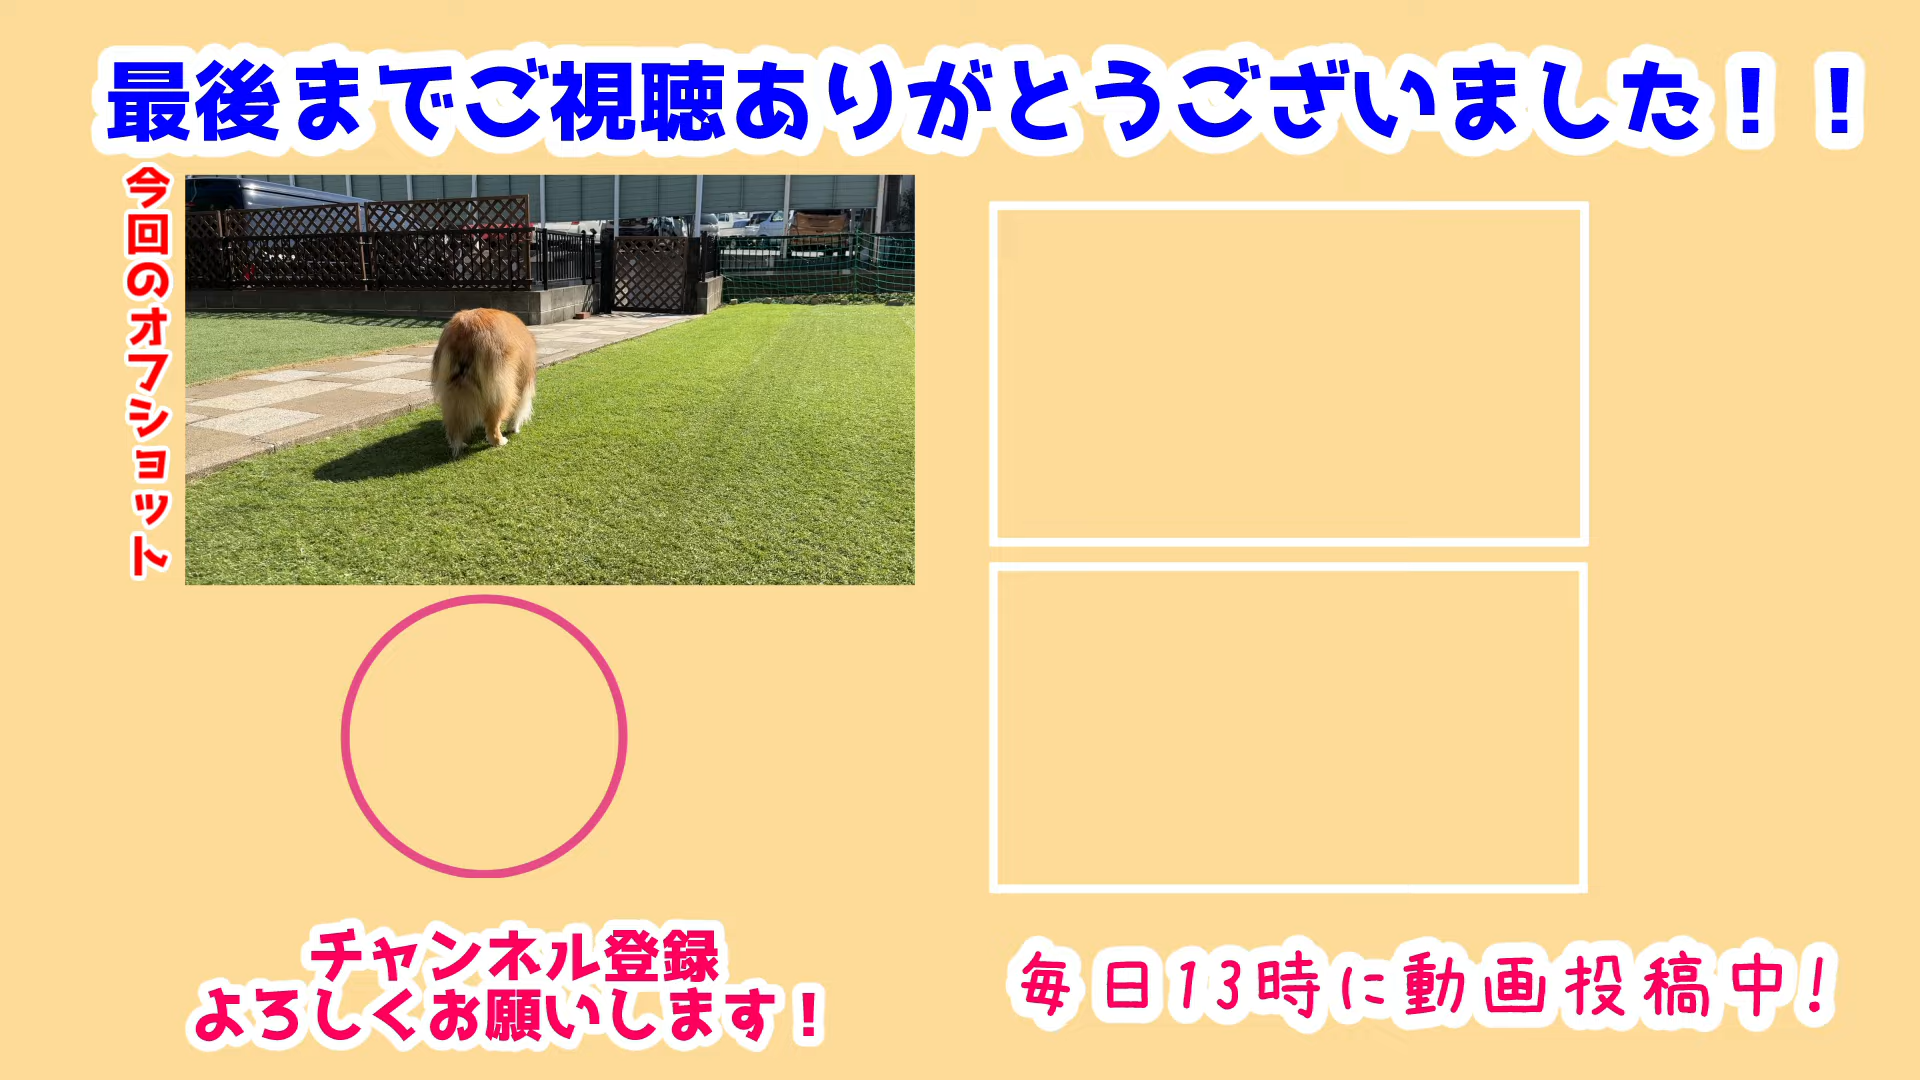 最後までご視聴ありがとうございました！！
今回のオフショット
チャンネル登録
よろしくお願いします！
毎日13時に動画投稿中！